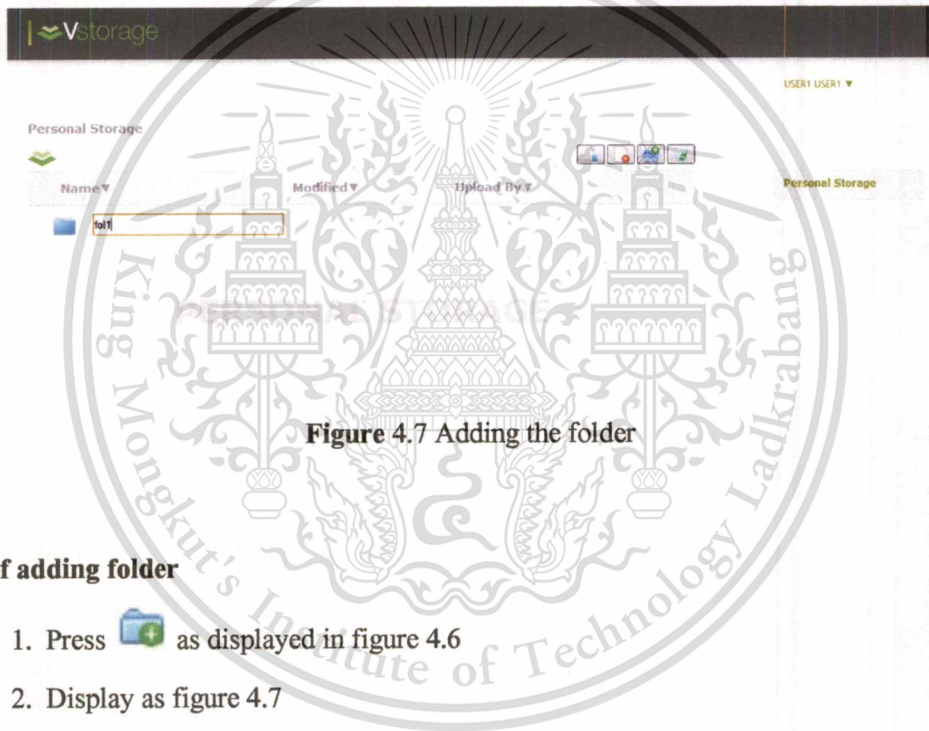 Vstorage
USER1 USER1 ▼
Personal Storage
Name▼ Modified▼ Upload By▼ Personal Storage
fol1
PERSONAL STORAGE
Figure 4.7 Adding the folder
f adding folder
1. Press as displayed in figure 4.6
2. Display as figure 4.7
King Mongkut's Institute of Technology Ladkrabang